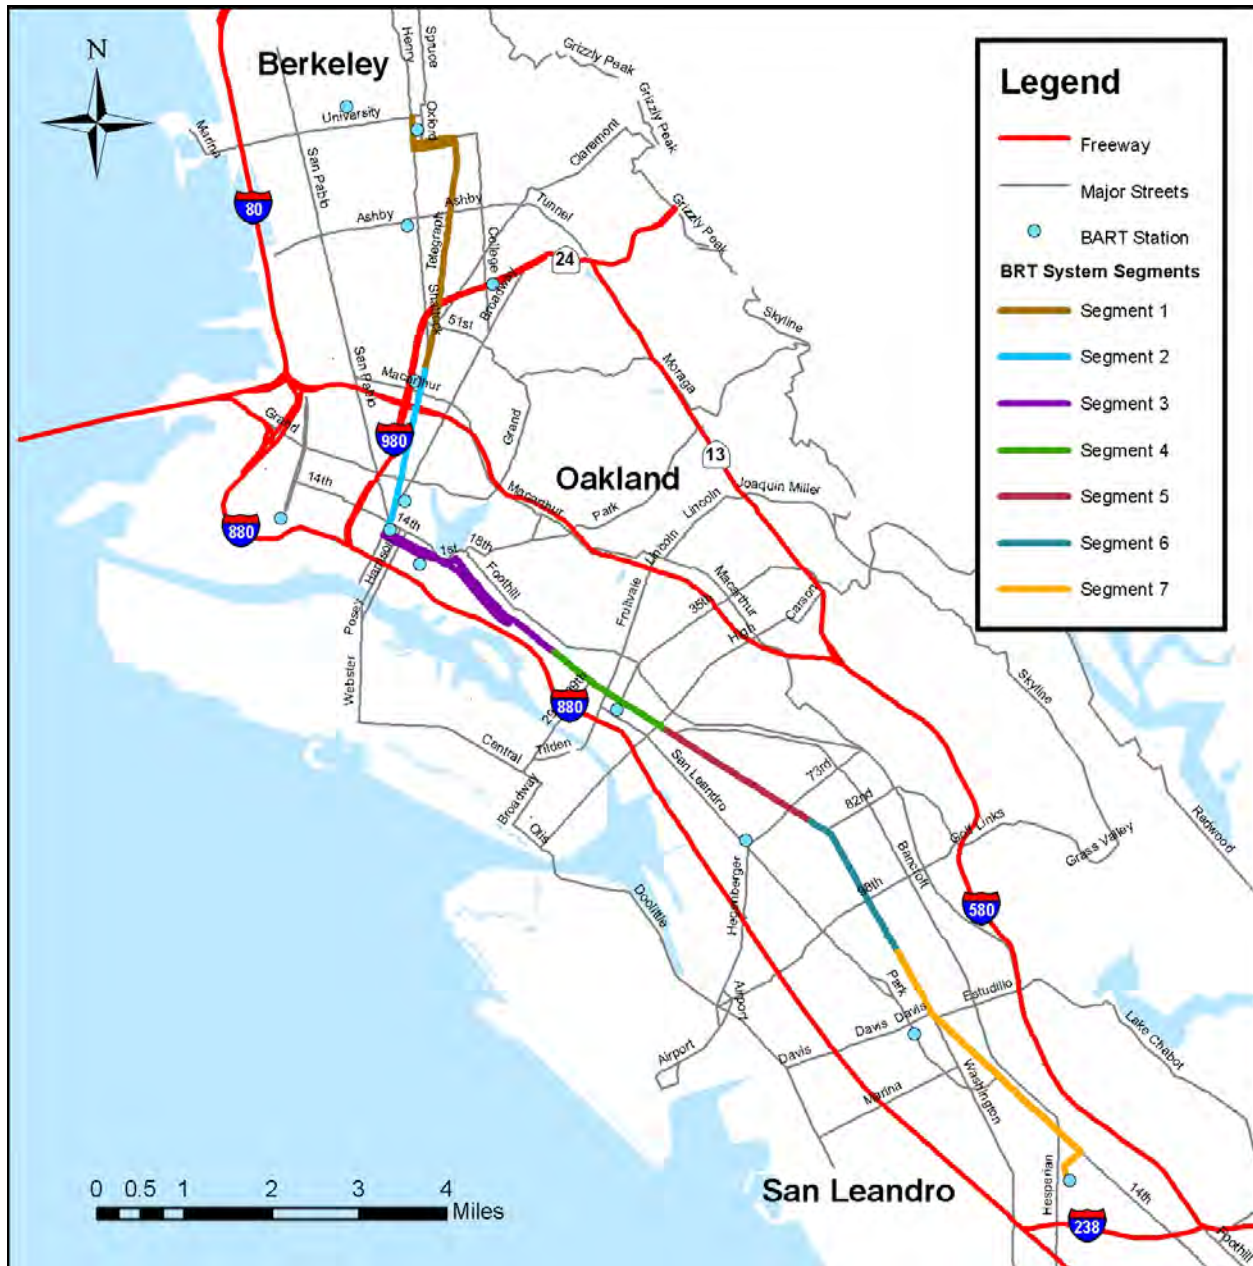 N
Berkeley
Henry
Spruce
Oxford
University
Marina
San Pablo
Grizzly Peak
Grizzly Peak
Claremont
Grizzly Peak
80
Ashby
Ashby
Tunnel
Telegraph
College
Broadway
24
Shattuck
51st
Skyline
San Pablo
Macarthur
Moraga
Grand
Grand
980
13
Oakland
Joaquin Miller
14th
Macarthur
Park
Lincoln
Lincoln
880
14th
1st
18th
Foothill
Harrison
Posey
Webster
Fruitvale
Macarthur
35th
High
Carson
29th
880
Central
Tilden
Broadway
Otis
San Leandro
73rd
82nd
Skyline
Redwood
Golf Links
Grass Valley
Bancroft
98th
Hegenberger
Doolittle
580
Airport
Airport
Park
Davis
Davis
Davis
Estudillo
Lake Chabot
Marina
Washington
San Leandro
Hesperian
14th
238
Foothill
Legend
Freeway
Major Streets
BART Station
BRT System Segments
Segment 1
Segment 2
Segment 3
Segment 4
Segment 5
Segment 6
Segment 7
0 0.5 1 2 3 4
Miles